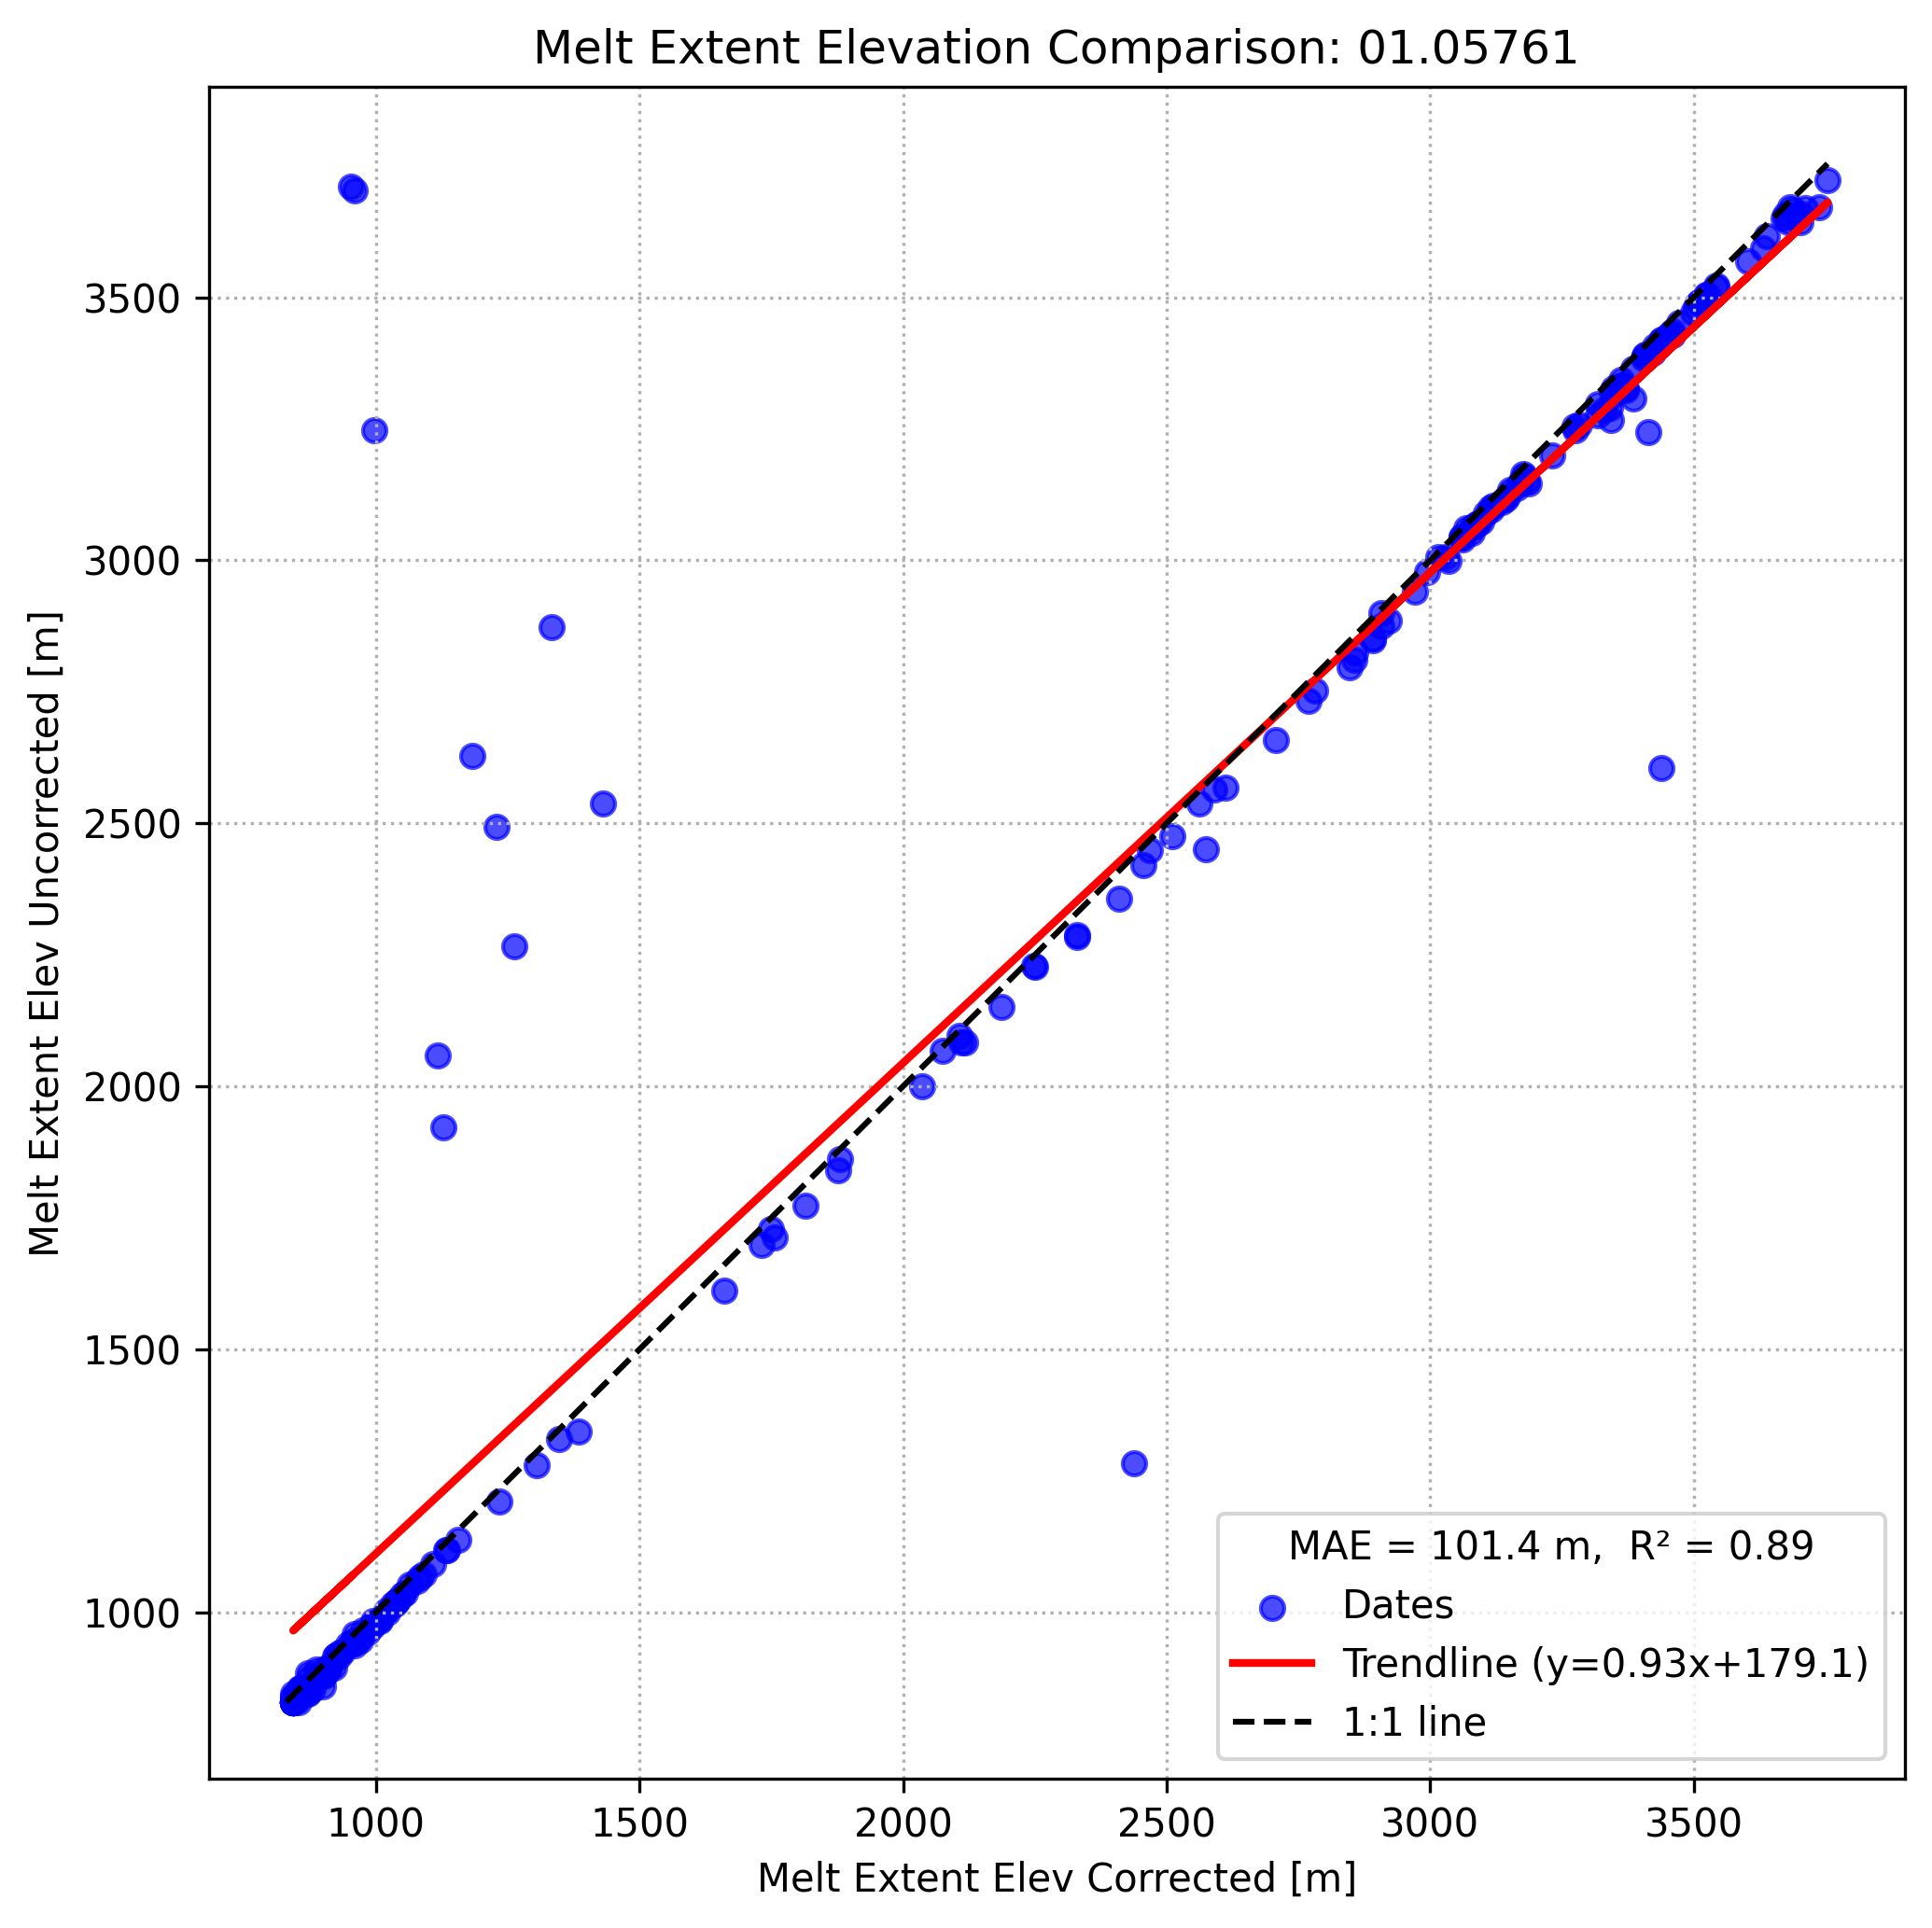 Melt Extent Elevation Comparison: 01.05761
Melt Extent Elev Uncorrected [m]
3500
3000
2500
2000
1500
1000
MAE = 101.4 m,  R² = 0.89
Dates
Trendline (y=0.93x+179.1)
1:1 line
1000 1500 2000 2500 3000 3500
Melt Extent Elev Corrected [m]